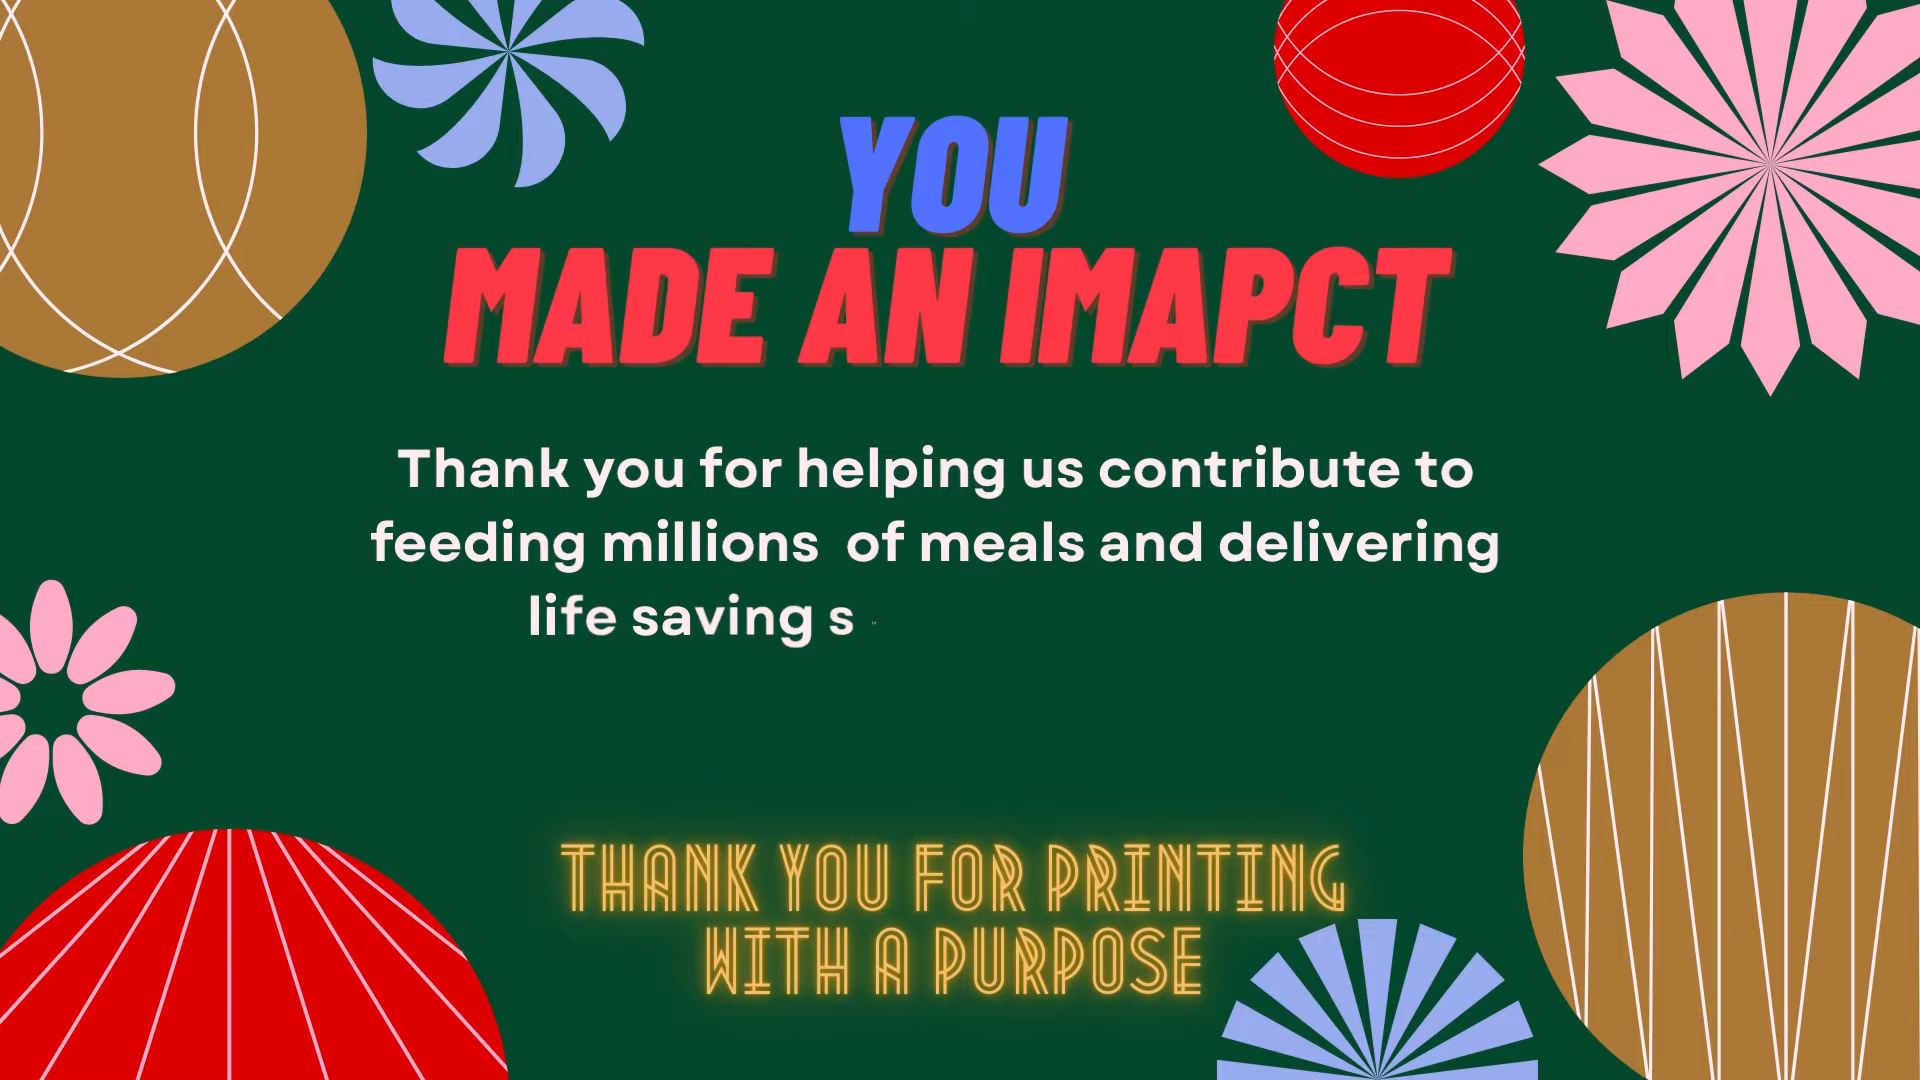 YOU
MADE AN IMAPCT
Thank you for helping us contribute to
feeding millions  of meals and delivering
life saving s
THANK YOU FOR PRINTING
WITH A PURPOSE